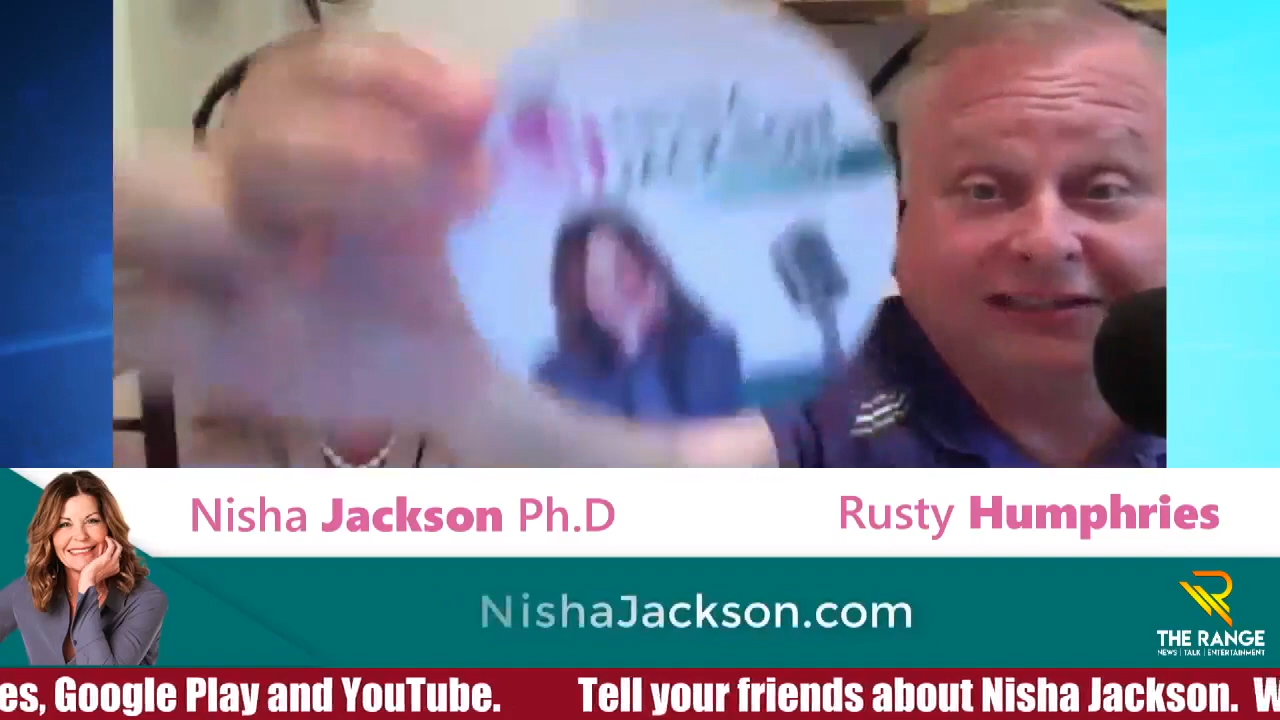 Nisha Jackson Ph.D
Rusty Humphries
NishaJackson.com
THE RANGE
NEWS | TALK | ENTERTAINMENT
es, Google Play and YouTube. Tell your friends about Nisha Jackson. W